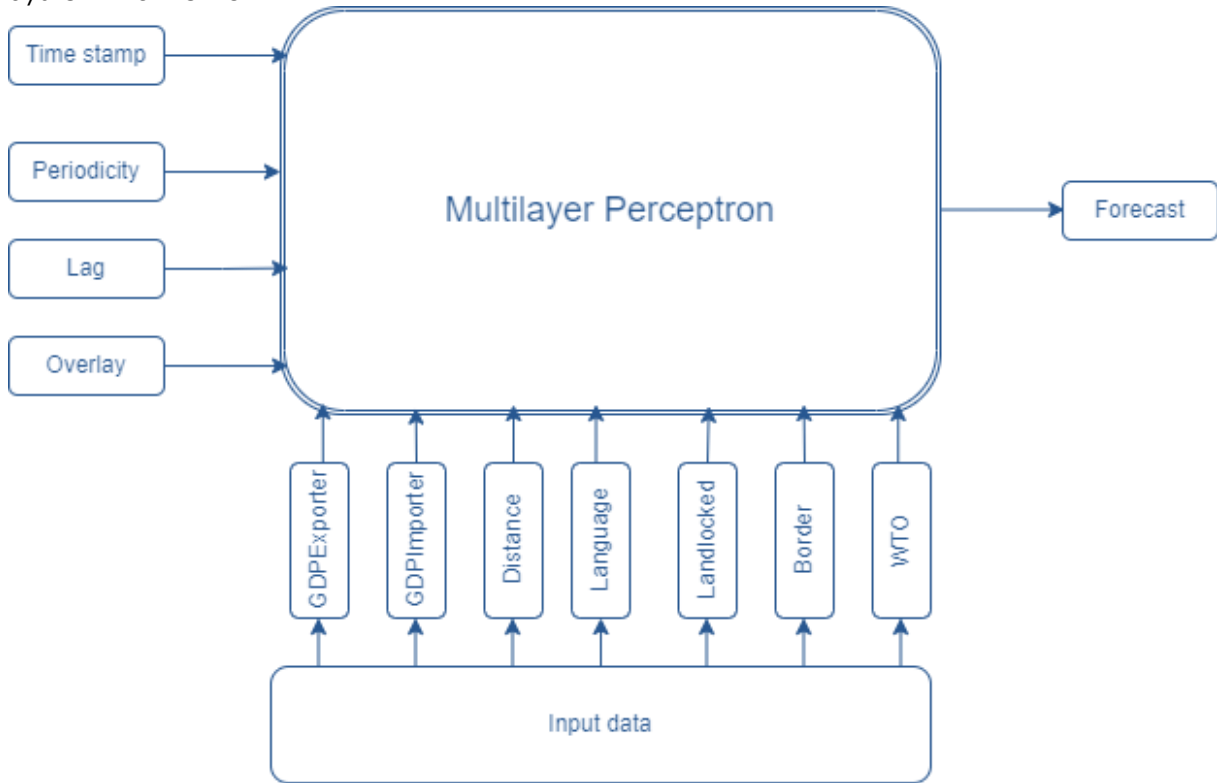 Time stamp
Periodicity
Lag
Overlay
Multilayer Perceptron
Forecast
GDPExporter
GDPImporter
Distance
Language
Landlocked
Border
WTO
Input data